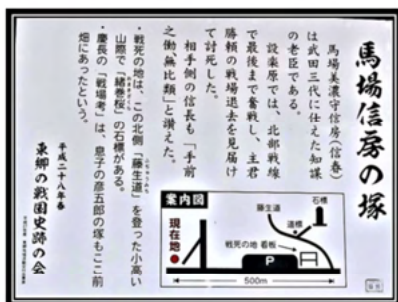 馬場信房の塚
馬場美濃守信房(信春)
は武田三代に仕えた知謀
の老臣である。
設楽原では、北部戦線
で最後まで奮戦し、主君
勝頼の戦場退去を見届け
て討死した。
相手側の信長も「手前
之働、無比類」と讃えた。
・戦死の地は、この北側「藤生道」を登った小高い
山際で「緒巻桜」の石標がある。
・慶長の「戦場考」は、息子の彦五郎の塚もここ前
畑にあったという。
平成二十八年春
東郷の戦国史跡の会
案内図
現在地
藤生道
道標
石標
戦死の地 看板
P
500m